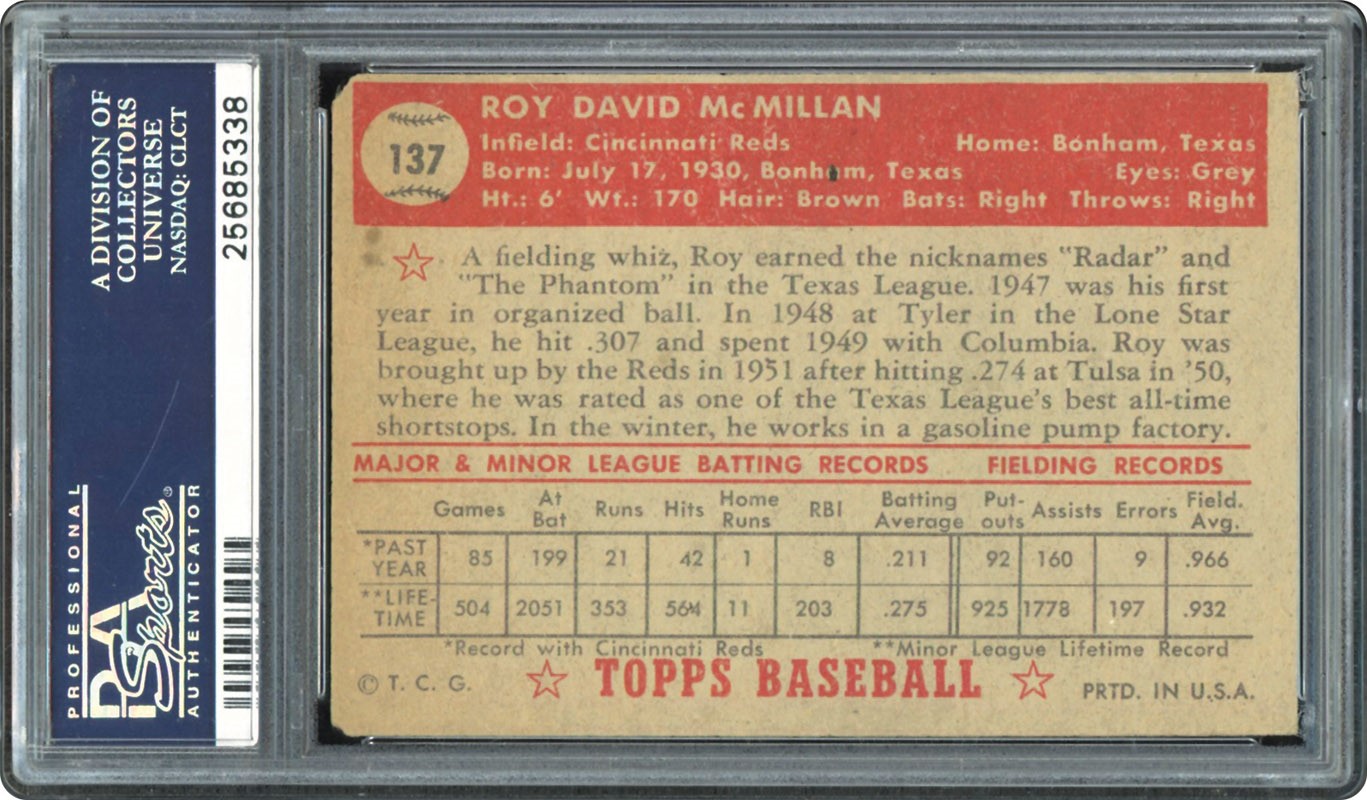 A DIVISION OF
COLLECTORS
UNIVERSE
NASDAQ: CLCT
25685338
PROFESSIONAL
PSA
Sports®
AUTHENTICATOR
137
ROY DAVID McMILLAN
Infield: Cincinnati Reds Home: Bonham, Texas
Born: July 17, 1930, Bonham, Texas Eyes: Grey
Ht.: 6' Wt.: 170 Hair: Brown Bats: Right Throws: Right
A fielding whiz, Roy earned the nicknames "Radar" and
"The Phantom" in the Texas League. 1947 was his first
year in organized ball. In 1948 at Tyler in the Lone Star
League, he hit .307 and spent 1949 with Columbia. Roy was
brought up by the Reds in 1951 after hitting .274 at Tulsa in '50,
where he was rated as one of the Texas League's best all-time
shortstops. In the winter, he works in a gasoline pump factory.
MAJOR & MINOR LEAGUE BATTING RECORDS FIELDING RECORDS
Games At Bat Runs Hits Home Runs RBI Batting Average Put-outs Assists Errors Field. Avg.
*PAST YEAR 85 199 21 42 1 8 .211 92 160 9 .966
**LIFE-TIME 504 2051 353 564 11 203 .275 925 1778 197 .932
*Record with Cincinnati Reds **Minor League Lifetime Record
© T. C. G. TOPPS BASEBALL PRTD. IN U.S.A.